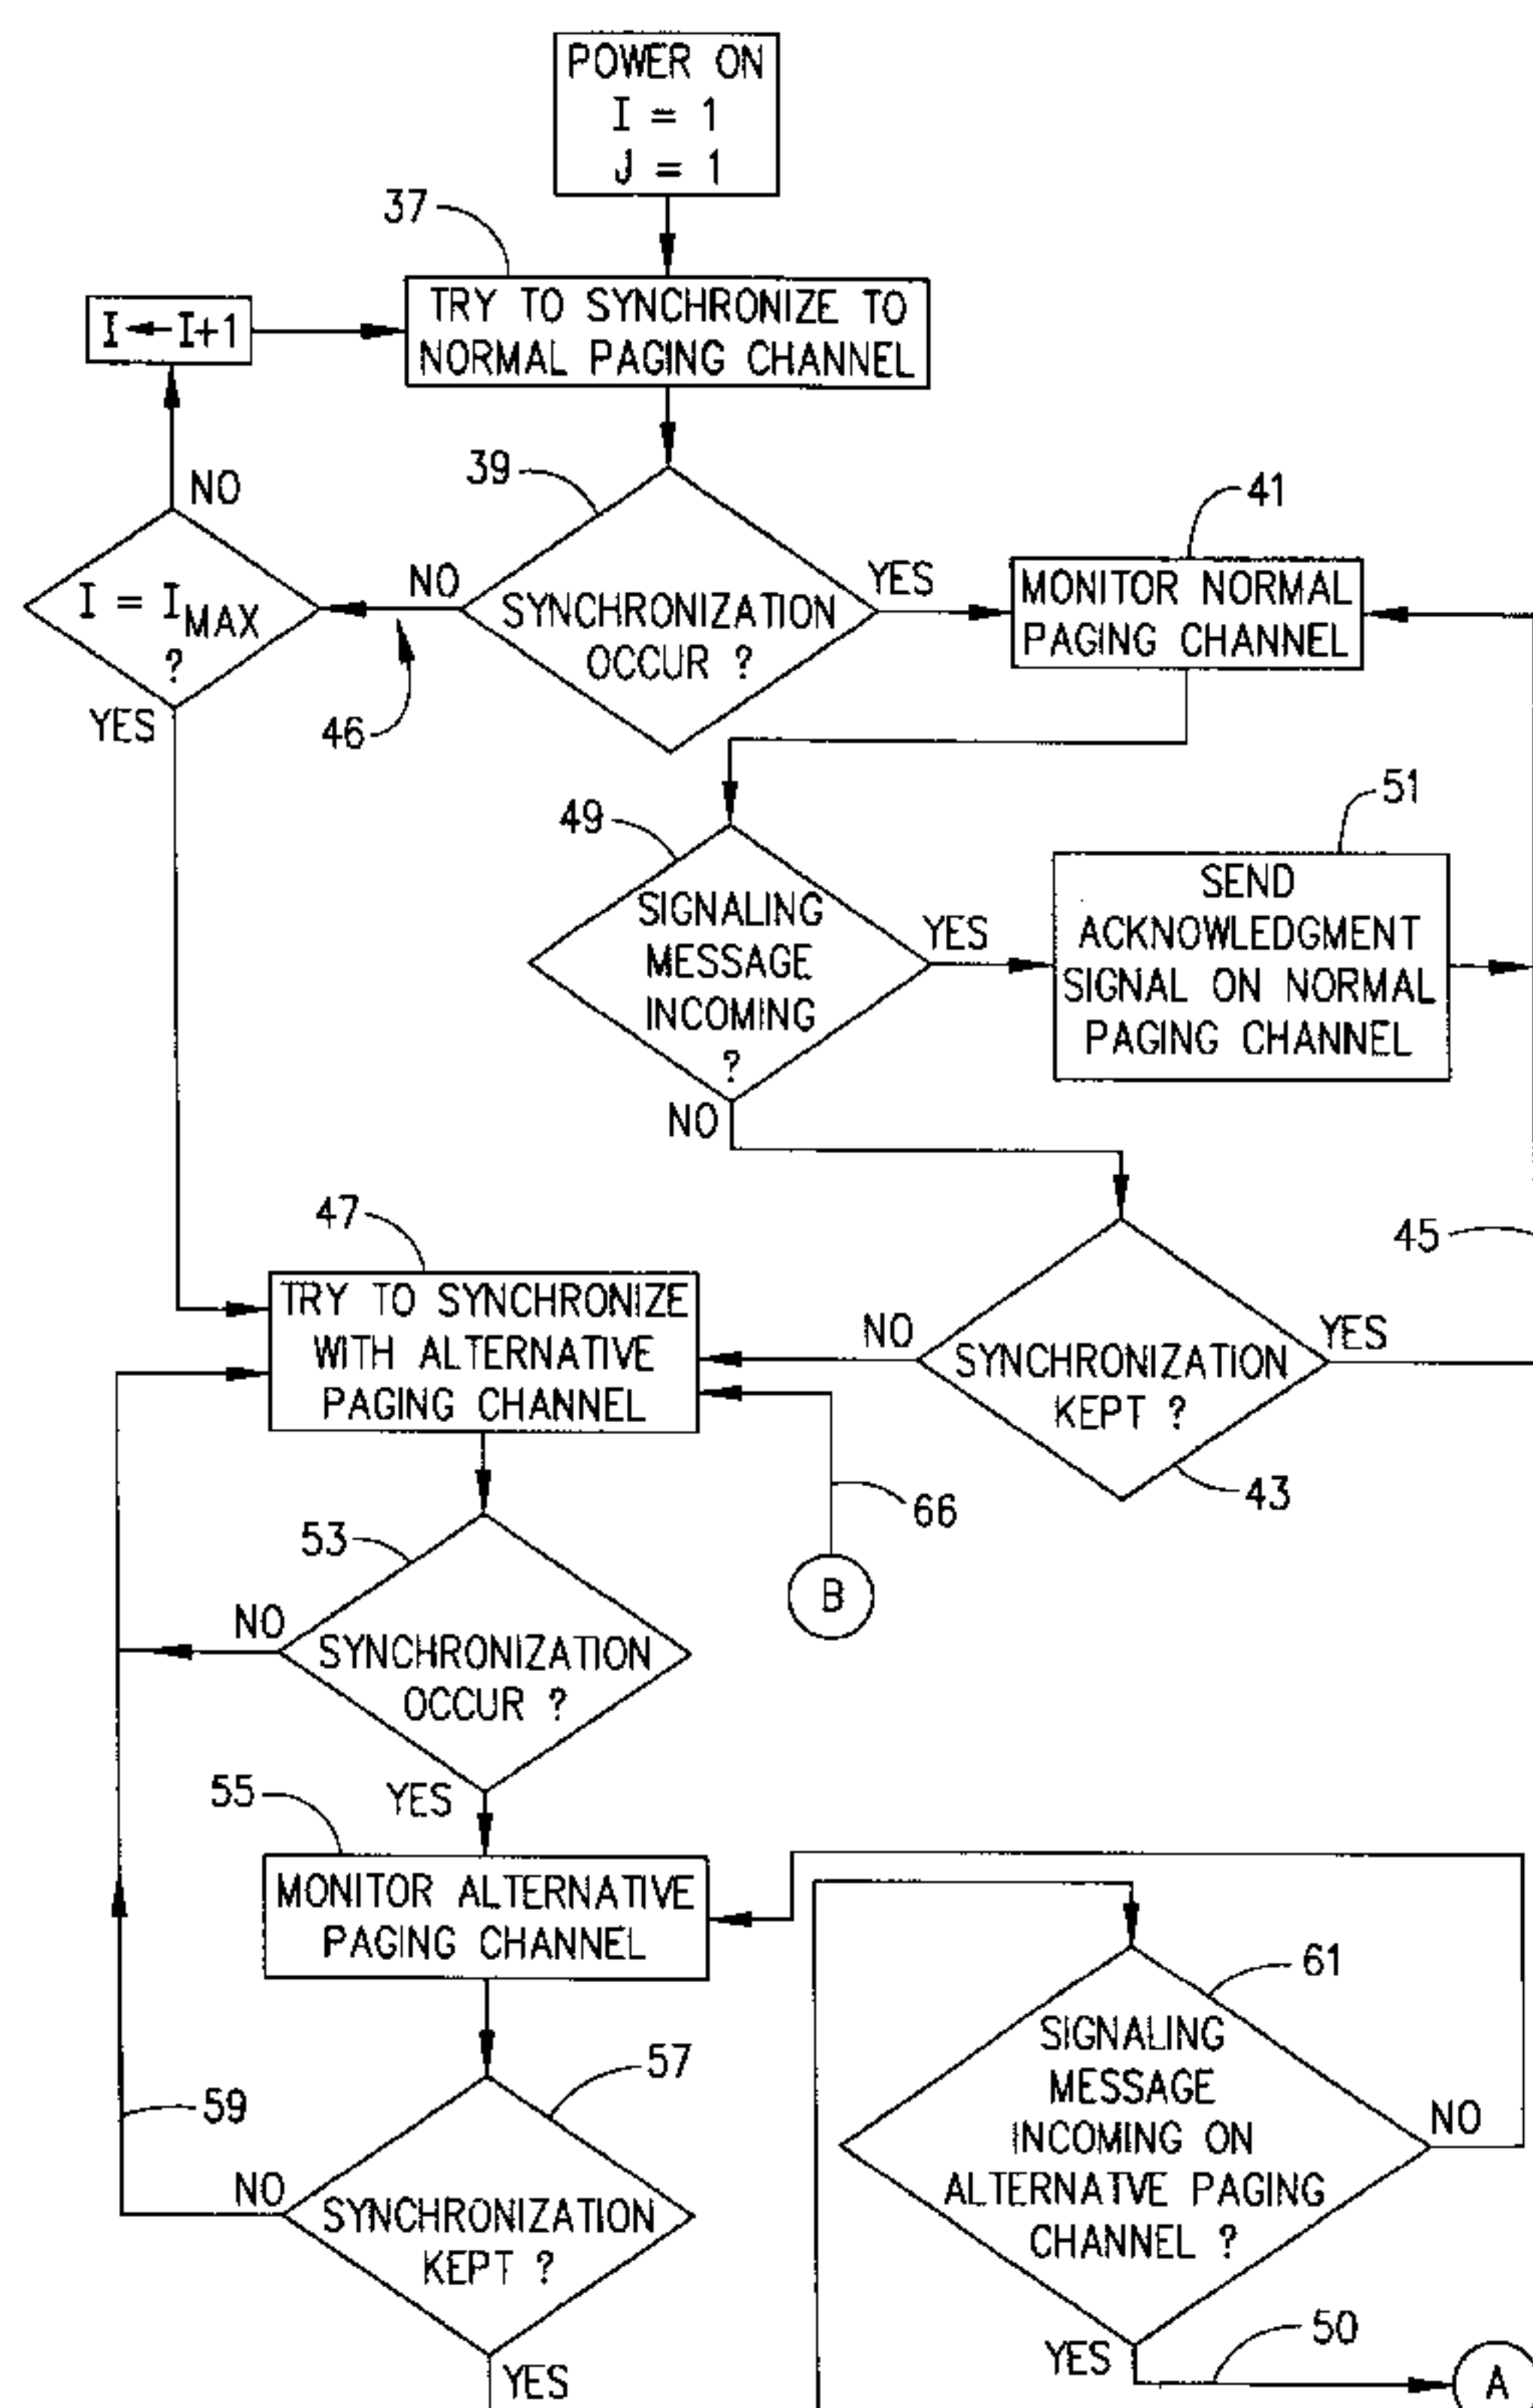 POWER ON
I = 1
J = 1
37
TRY TO SYNCHRONIZE TO
NORMAL PAGING CHANNEL
I←I+1
NO
39
41
I = IMAX
?
NO
SYNCHRONIZATION
OCCUR ?
YES
MONITOR NORMAL
PAGING CHANNEL
YES
46
51
49
SIGNALING
MESSAGE
INCOMING
?
YES
SEND
ACKNOWLEDGMENT
SIGNAL ON NORMAL
PAGING CHANNEL
NO
47
45
TRY TO SYNCHRONIZE
WITH ALTERNATIVE
PAGING CHANNEL
NO
SYNCHRONIZATION
KEPT ?
YES
43
66
53
B
NO
SYNCHRONIZATION
OCCUR ?
YES
55
MONITOR ALTERNATIVE
PAGING CHANNEL
61
57
SIGNALING
MESSAGE
INCOMING ON
ALTERNATVE PAGING
CHANNEL ?
NO
59
NO
SYNCHRONIZATION
KEPT ?
YES
YES
50
A